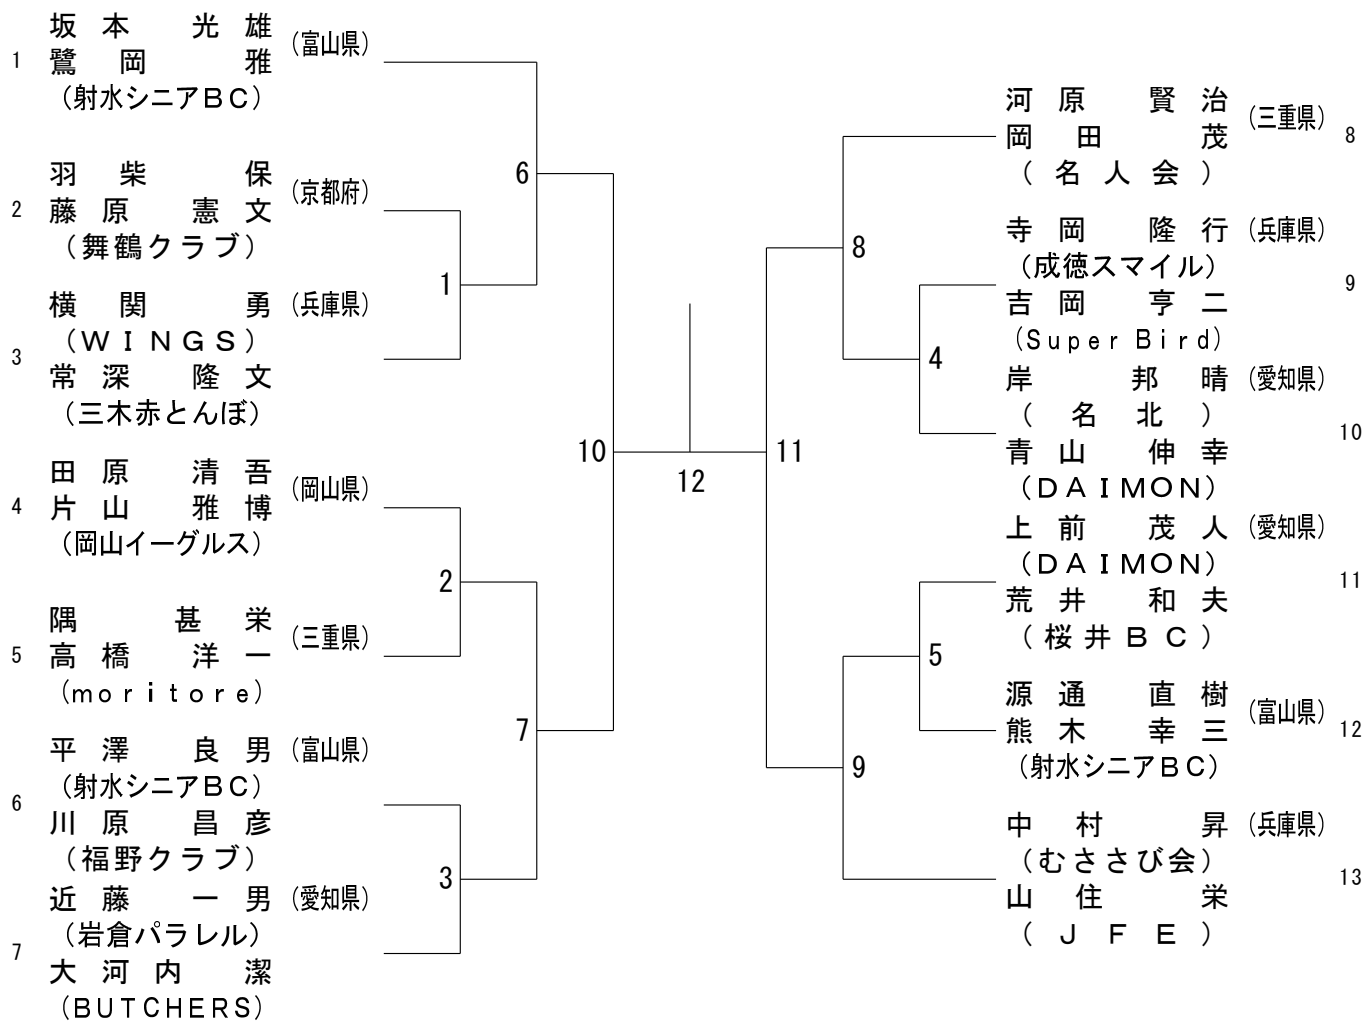 坂本 光雄 (富山県)
1
鷺岡 雅
(射水シニアBC)
羽柴 保 (京都府)
2
藤原 憲文
(舞鶴クラブ)
横関 勇 (兵庫県)
(WINGS)
3
常深 隆文
(三木赤とんぼ)
田原 清吾 (岡山県)
4
片山 雅博
(岡山イーグルス)
隅 甚栄 (三重県)
5
高橋 洋一
(moritore)
平澤 良男 (富山県)
(射水シニアBC)
6
川原 昌彦
(福野クラブ)
近藤 一男 (愛知県)
(岩倉パラレル)
7
大河内 潔
(BUTCHERS)
6
1
2
7
3
10
12
11
8
4
5
9
河原 賢治 (三重県)
8
岡田 茂
(名人会)
寺岡 隆行 (兵庫県)
(成徳スマイル)
9
吉岡 亨二
(Super Bird)
岸 邦晴 (愛知県)
(名北)
10
青山 伸幸
(DAIMON)
上前 茂人 (愛知県)
(DAIMON)
11
荒井 和夫
(桜井BC)
源通 直樹 (富山県)
12
熊木 幸三
(射水シニアBC)
中村 昇 (兵庫県)
(むささび会)
13
山住 栄
(JFE)